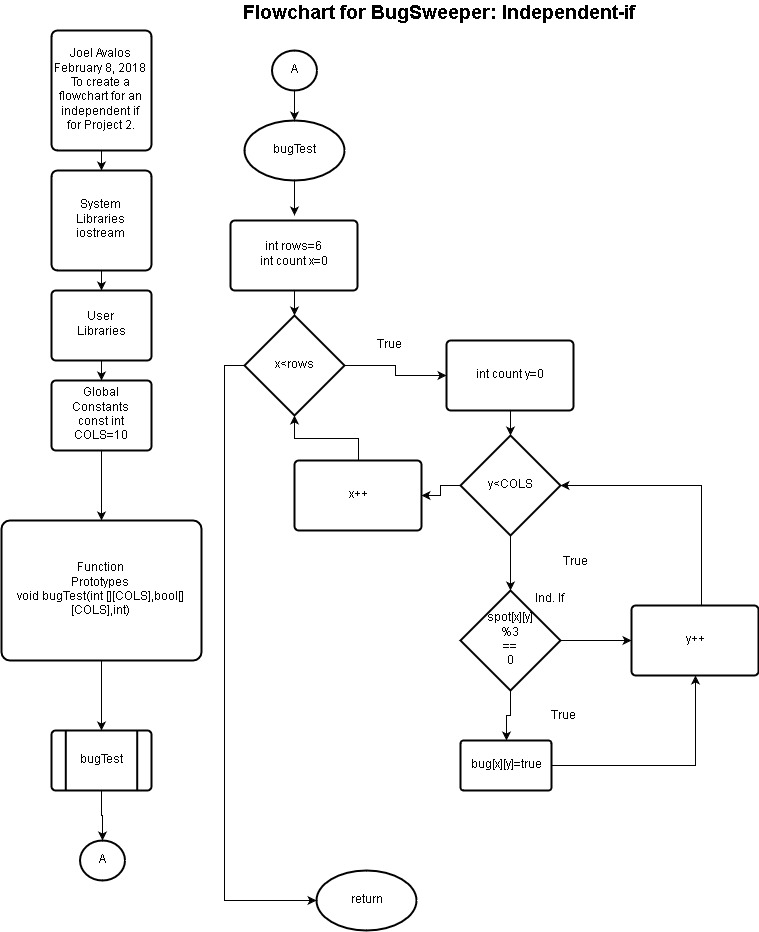 Flowchart for BugSweeper: Independent-if
Joel Avalos
February 8, 2018
To create a
flowchart for an
independent if
for Project 2.
System
Libraries
iostream
User
Libraries
Global
Constants
const int
COLS=10
Function
Prototypes
void bugTest(int [][COLS],bool[]
[COLS],int)
bugTest
A
A
bugTest
int rows=6
int count x=0
x<rows
True
int count y=0
y<COLS
x++
True
Ind. If
spot[x][y]
%3
==
0
y++
True
bug[x][y]=true
return